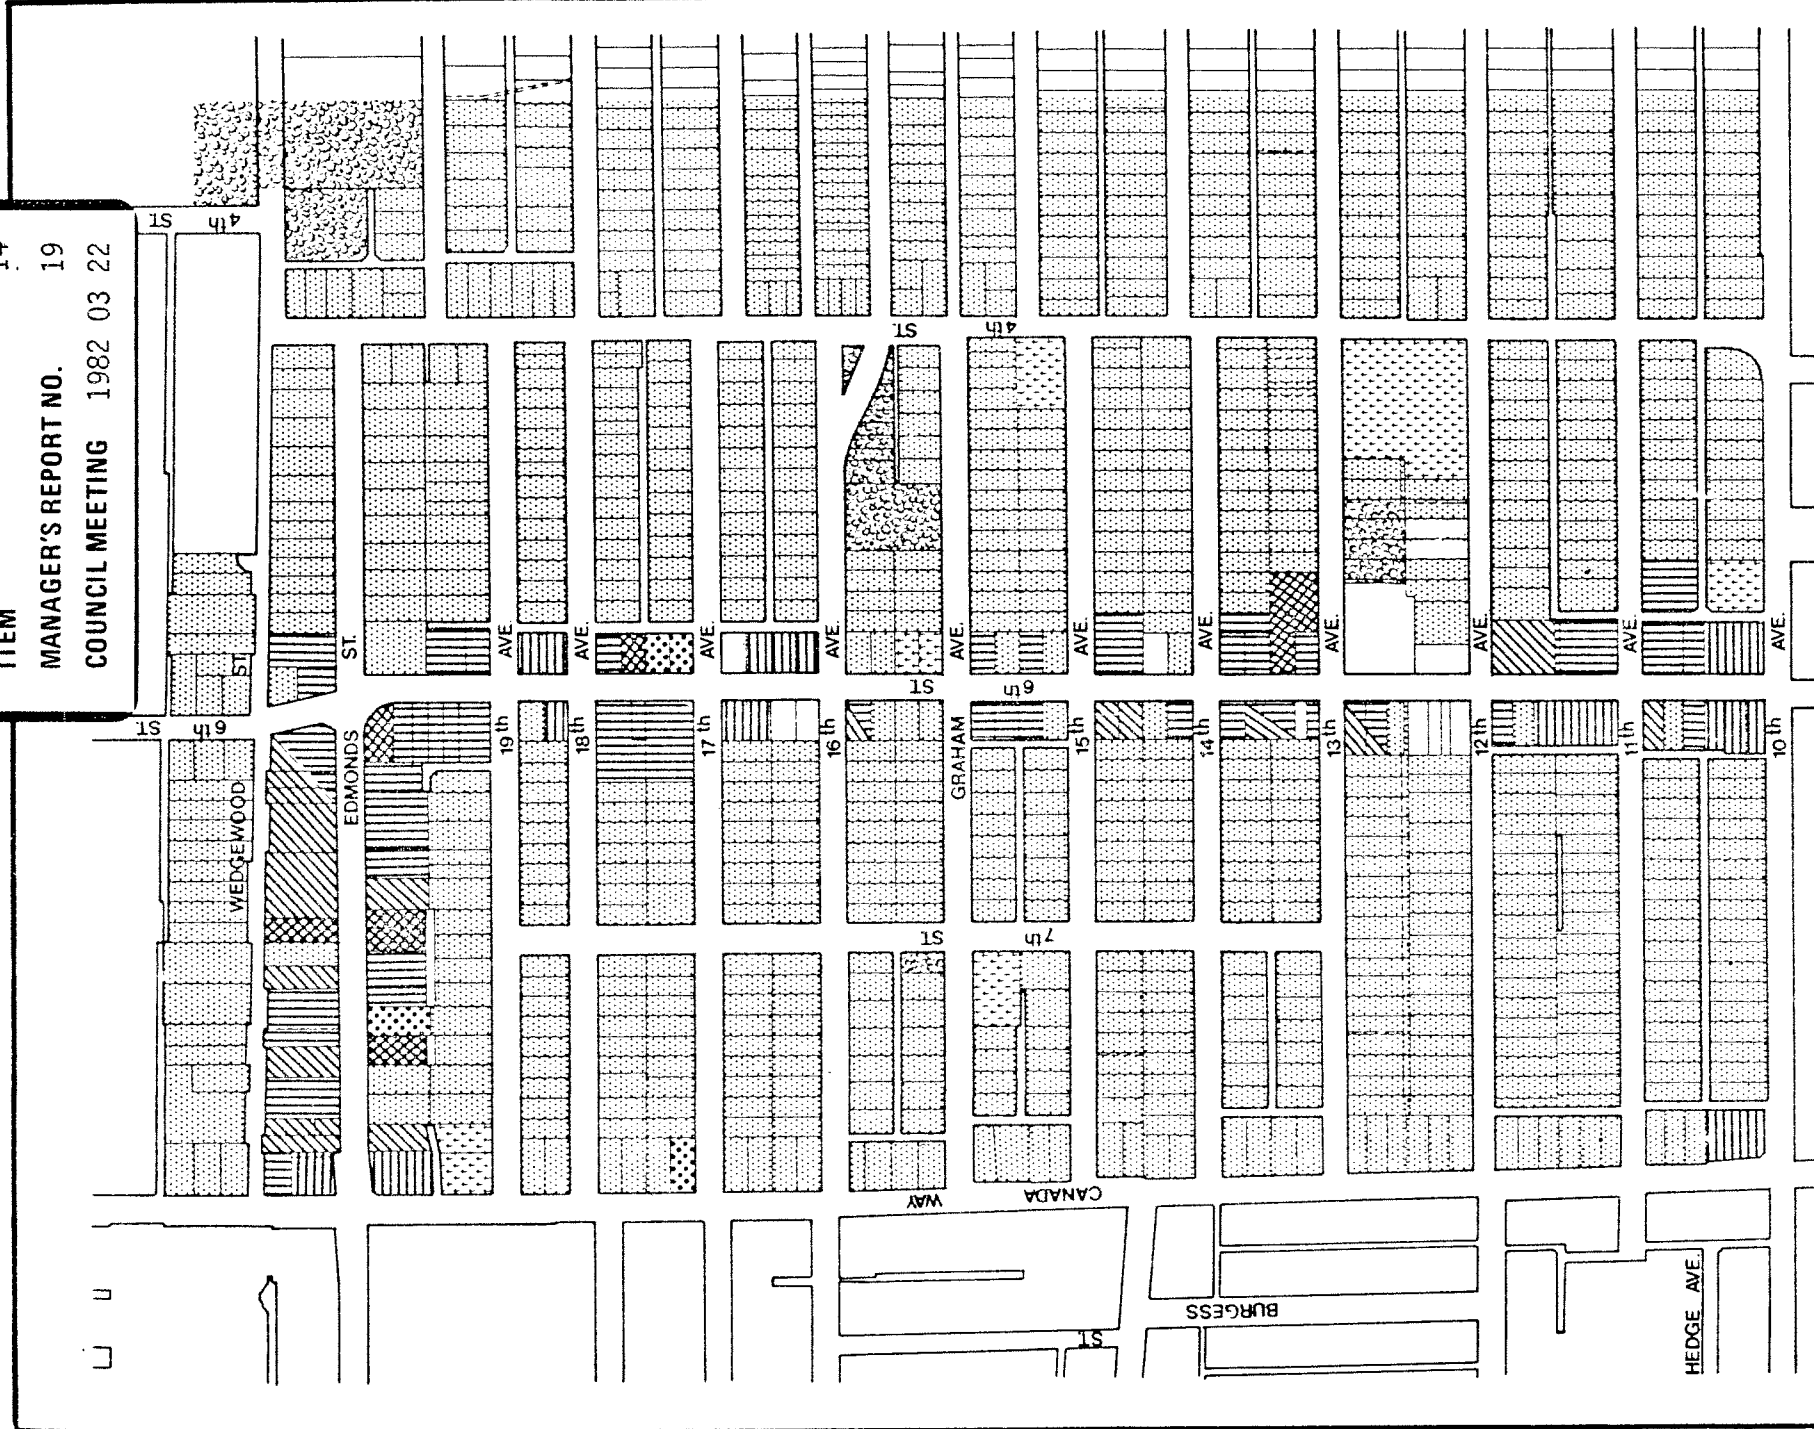 ITEM 14
MANAGER'S REPORT NO. 19
COUNCIL MEETING 1982 03 22
4th ST.
4th ST.
6th ST.
6th ST.
7th ST.
WEDGEWOOD ST.
EDMONDS ST.
19th AVE.
18th AVE.
17th AVE.
16th AVE.
GRAHAM AVE.
15th AVE.
14th AVE.
13th AVE.
12th AVE.
11th AVE.
10th AVE.
CANADA WAY
BURGESS ST.
HEDGE AVE.